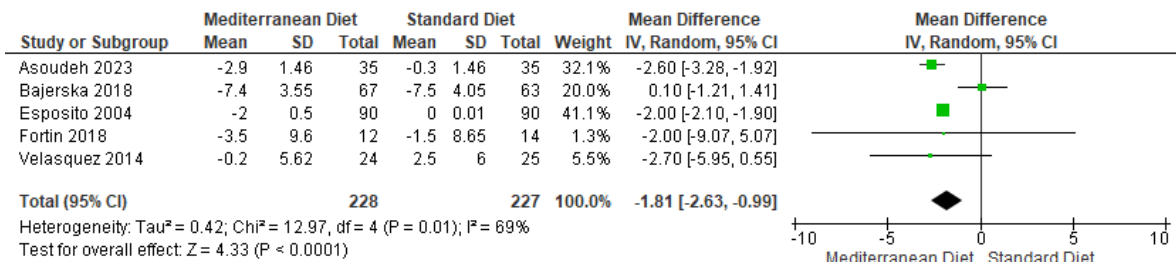 Mediterranean Diet Standard Diet Mean Difference Mean Difference
Study or Subgroup Mean SD Total Mean SD Total Weight IV, Random, 95% CI IV, Random, 95% CI
Asoudeh 2023 -2.9 1.46 35 -0.3 1.46 35 32.1% -2.60 [-3.28, -1.92]
Bajerska 2018 -7.4 3.55 67 -7.5 4.05 63 20.0% 0.10 [-1.21, 1.41]
Esposito 2004 -2 0.5 90 0 0.01 90 41.1% -2.00 [-2.10, -1.90]
Fortin 2018 -3.5 9.6 12 -1.5 8.65 14 1.3% -2.00 [-9.07, 5.07]
Velasquez 2014 -0.2 5.62 24 2.5 6 25 5.5% -2.70 [-5.95, 0.55]
Total (95% CI) 228 227 100.0% -1.81 [-2.63, -0.99]
Heterogeneity: Tau² = 0.42; Chi² = 12.97, df = 4 (P = 0.01); I² = 69%
Test for overall effect: Z = 4.33 (P < 0.0001)
-10 -5 0 5 10
Mediterranean Diet Standard Diet